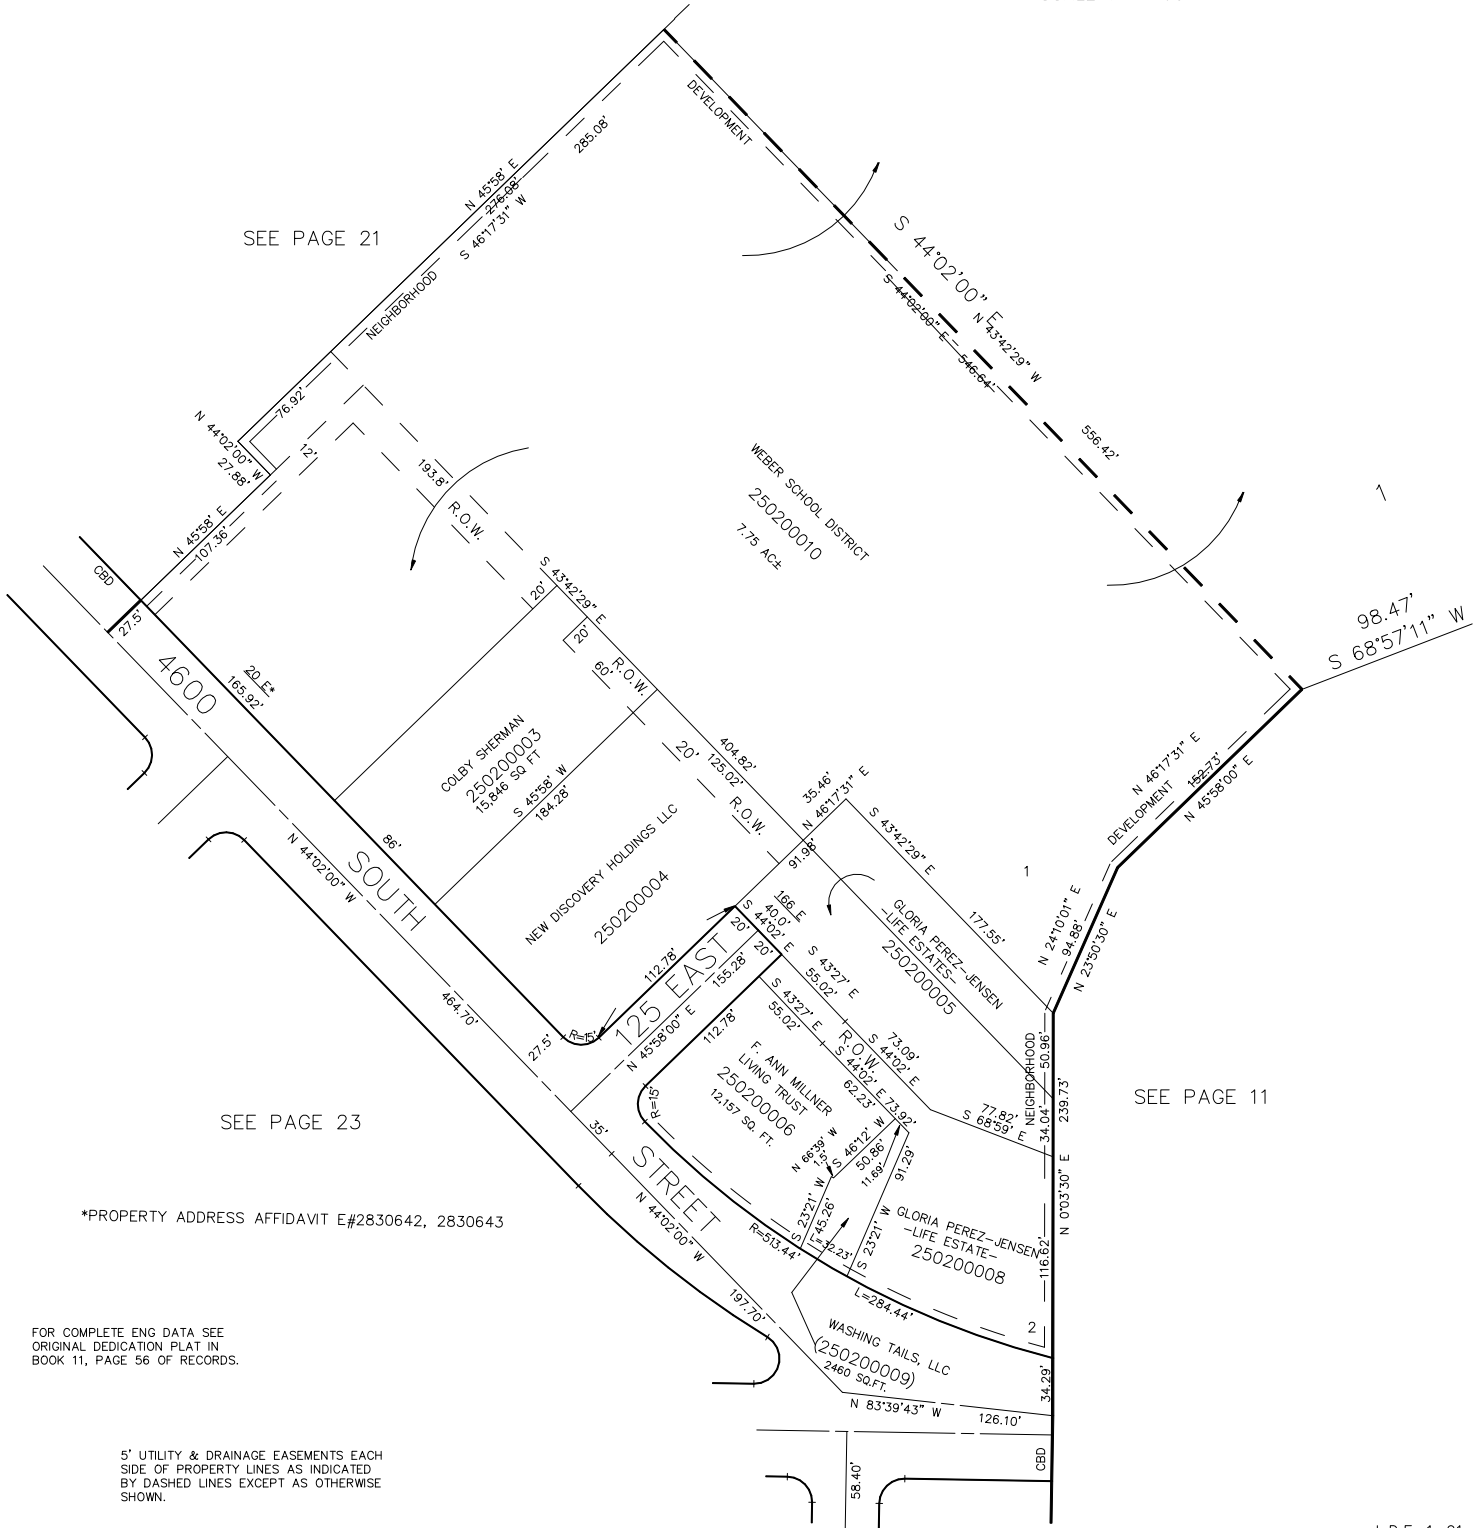 DEVELOPMENT
285.08'
N 45°58' E
276.08'
S 46°17'31" W
SEE PAGE 21
NEIGHBORHOOD
S 44°02'00" E
S 44°02'00" E
546.64'
N 43°42'29" W
556.42'
76.92'
N 44°02'00" W
27.88'
12'
193.8'
R.O.W.
WEBER SCHOOL DISTRICT
250200010
7.75 AC±
1
N 45°58' E
107.36'
CBD
27.5'
S 43°42'29" E
20'
20'
60'
R.O.W.
98.47'
S 68°57'11" W
4600
20 E*
165.92'
COLBY SHERMAN
250200003
15,846 SQ FT
S 45°58' W
184.28'
404.82'
125.02'
20'
R.O.W.
N 46°17'31" E
152.73'
DEVELOPMENT
N 45°58'00" E
35.46'
N 46°17'31" E
91.98'
S 43°42'29" E
177.55'
1
86'
N 44°02'00" W
SOUTH
NEW DISCOVERY HOLDINGS LLC
250200004
166 E
40.0'
S 44°02' E
20'
20'
GLORIA PEREZ-JENSEN
-LIFE ESTATES-
250200005
N 24°10'01" E
94.88'
N 23°50'30" E
112.78'
125 EAST
155.28'
N 45°58'00" E
112.78'
S 43°27' E
55.02'
S 43°27' E
55.02'
464.70'
27.5'
R=15'
R=15'
R.O.W.
73.09'
S 44°02' E
S 44°02' E
62.23'
73.92'
F. ANN MILLNER
LIVING TRUST
250200006
12,157 SQ. FT.
NEIGHBORHOOD
50.96'
34.04'
239.73'
77.82'
S 68°59' E
SEE PAGE 11
SEE PAGE 23
35'
STREET
N 44°02'00" W
N 66°39' W
1.5'
S 46°12' W
50.86'
11.69'
91.29'
S 23°21' W
45.26'
S 23°21' W
L=32.23'
R=513.44'
N 0°03'30" E
116.62'
GLORIA PEREZ-JENSEN
-LIFE ESTATE-
250200008
*PROPERTY ADDRESS AFFIDAVIT E#2830642, 2830643
197.70'
L=284.44'
2
WASHING TAILS, LLC
(250200009)
2460 SQ.FT.
34.29'
FOR COMPLETE ENG DATA SEE
ORIGINAL DEDICATION PLAT IN
BOOK 11, PAGE 56 OF RECORDS.
N 83°39'43" W
126.10'
CBD
58.40'
5' UTILITY & DRAINAGE EASEMENTS EACH
SIDE OF PROPERTY LINES AS INDICATED
BY DASHED LINES EXCEPT AS OTHERWISE
SHOWN.